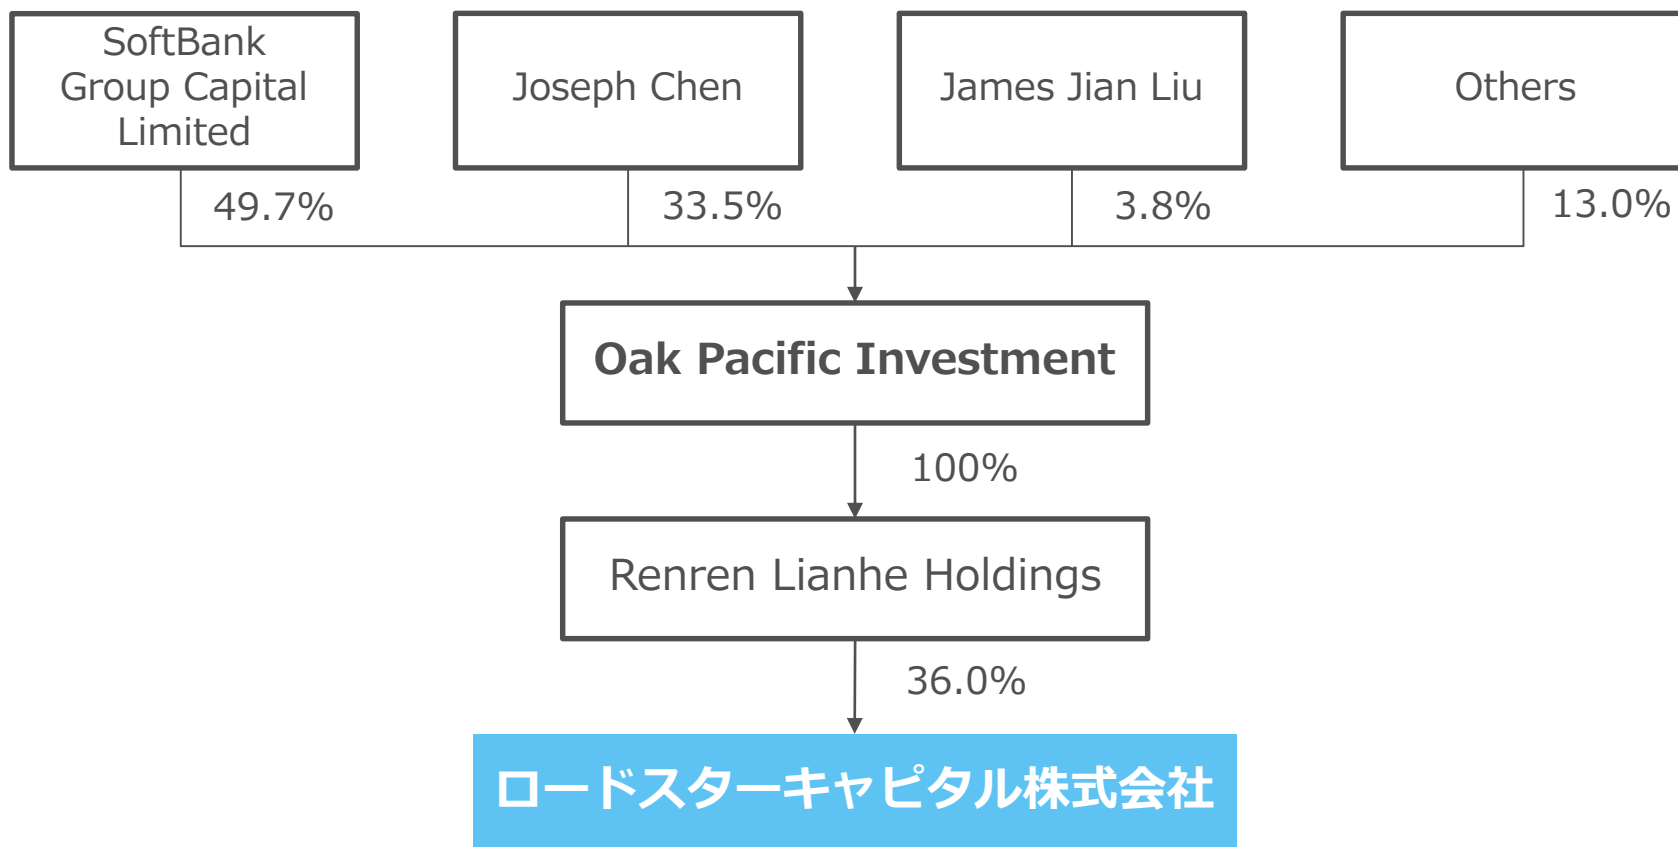 SoftBank
Group Capital
Limited
Joseph Chen
James Jian Liu
Others
49.7%
33.5%
3.8%
13.0%
Oak Pacific Investment
100%
Renren Lianhe Holdings
36.0%
ロードスターキャピタル株式会社